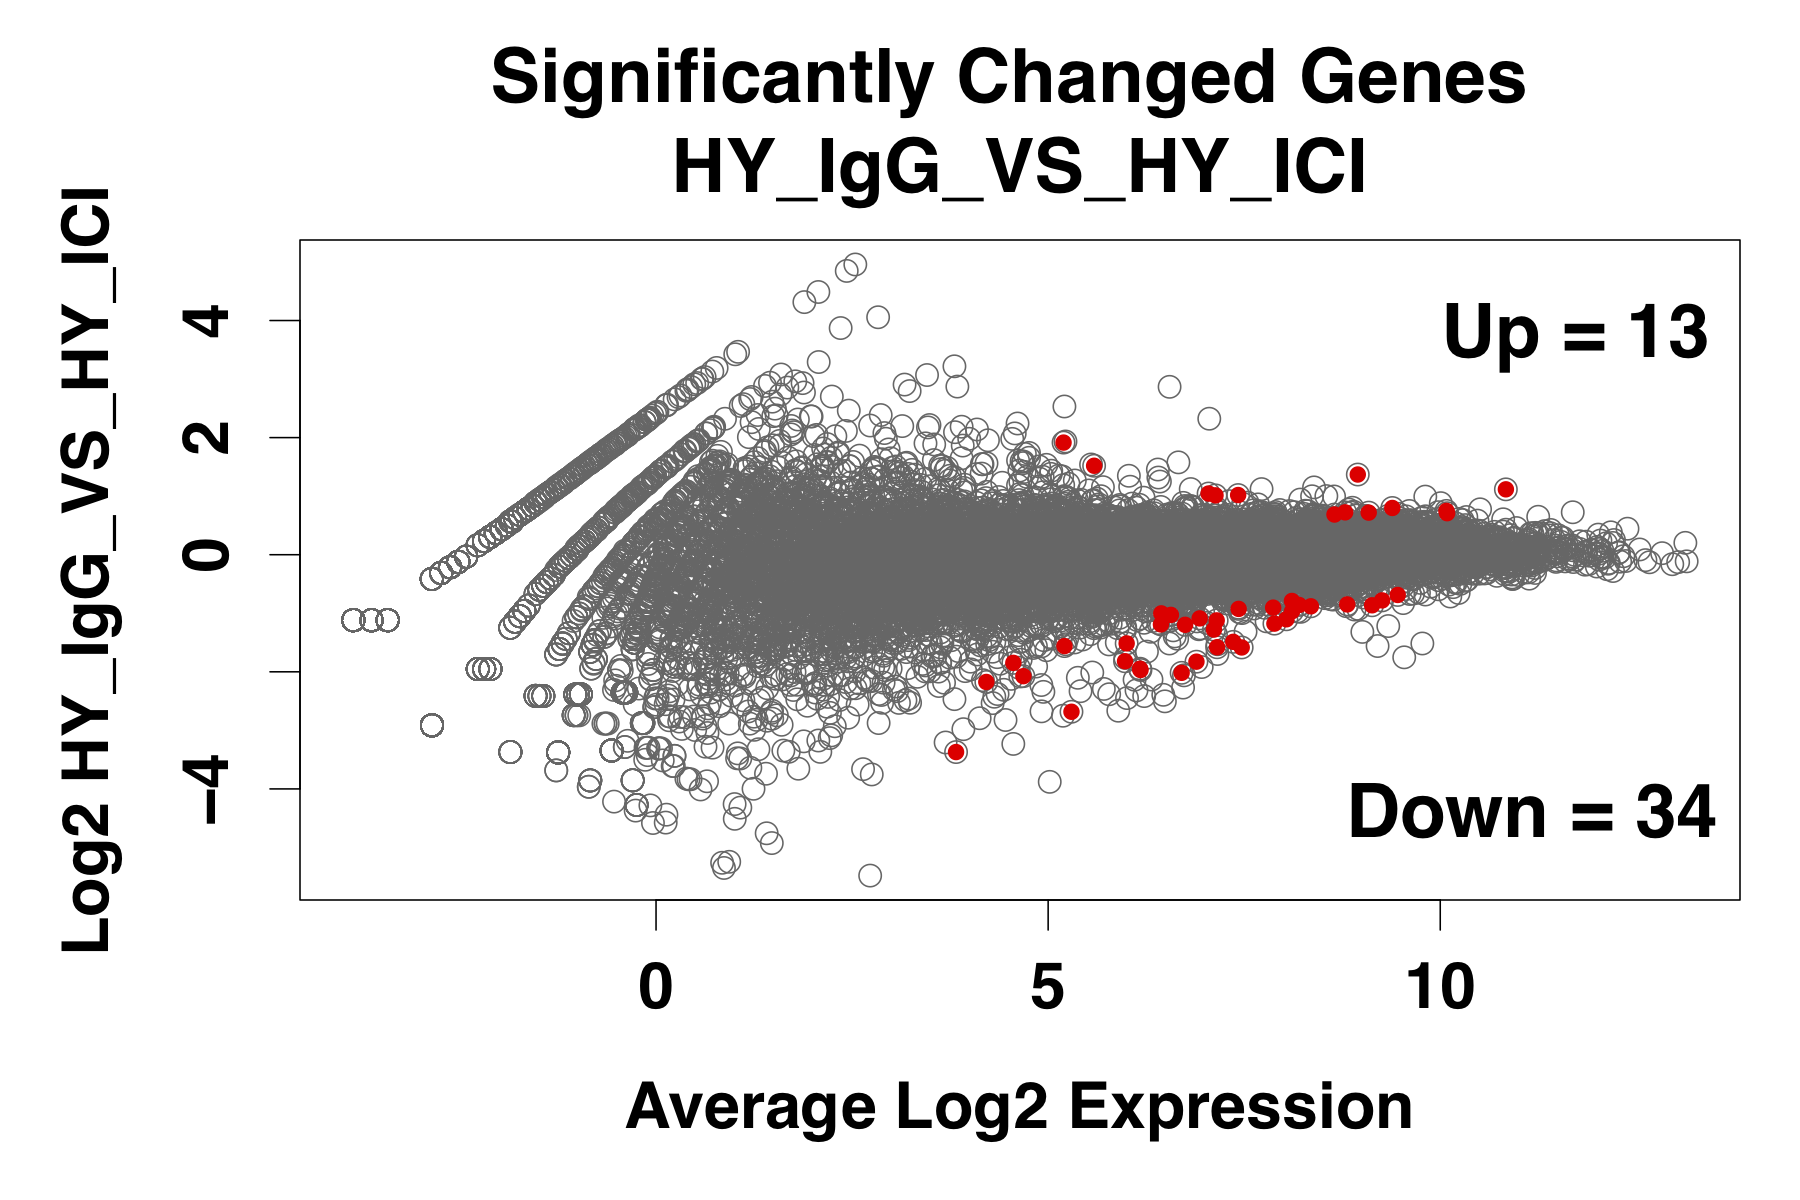 Significantly Changed Genes
HY_IgG_VS_HY_ICI
Log2 HY_IgG_VS_HY_ICI
4
2
0
−4
Up = 13
Down = 34
0 5 10
Average Log2 Expression